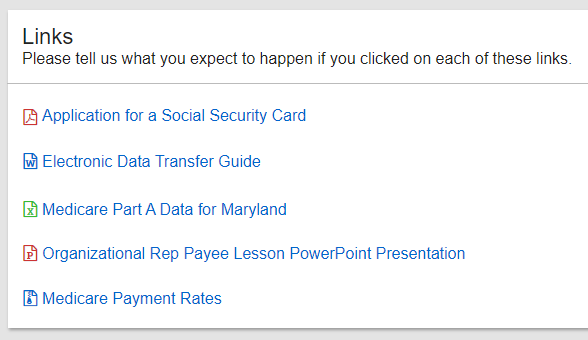 Links
Please tell us what you expect to happen if you clicked on each of these links.
Application for a Social Security Card
W Electronic Data Transfer Guide
X Medicare Part A Data for Maryland
P Organizational Rep Payee Lesson PowerPoint Presentation
Medicare Payment Rates